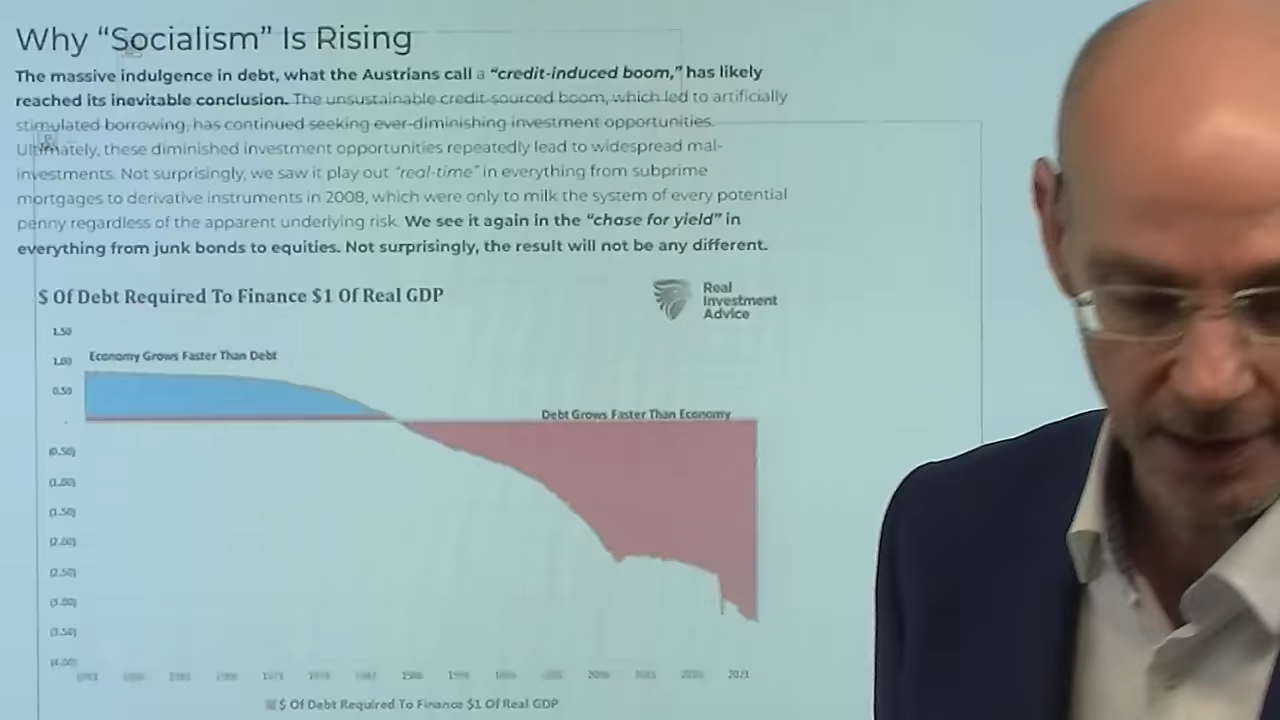 Why “Socialism” Is Rising
The massive indulgence in debt, what the Austrians call a “credit-induced boom,” has likely
reached its inevitable conclusion. The unsustainable credit-sourced boom, which led to artificially
stimulated borrowing, has continued seeking ever-diminishing investment opportunities.
Ultimately, these diminished investment opportunities repeatedly lead to widespread mal-
investments. Not surprisingly, we saw it play out “real-time” in everything from subprime
mortgages to derivative instruments in 2008, which were only to milk the system of every potential
penny regardless of the apparent underlying risk. We see it again in the “chase for yield” in
everything from junk bonds to equities. Not surprisingly, the result will not be any different.
$ Of Debt Required To Finance $1 Of Real GDP
Real
Investment
Advice
1.50
1.00
Economy Grows Faster Than Debt
0.50
-
Debt Grows Faster Than Economy
(0.50)
(1.00)
(1.50)
(2.00)
(2.50)
(3.00)
(3.50)
(4.00)
1971 1986 2006 2021
$ Of Debt Required To Finance $1 Of Real GDP